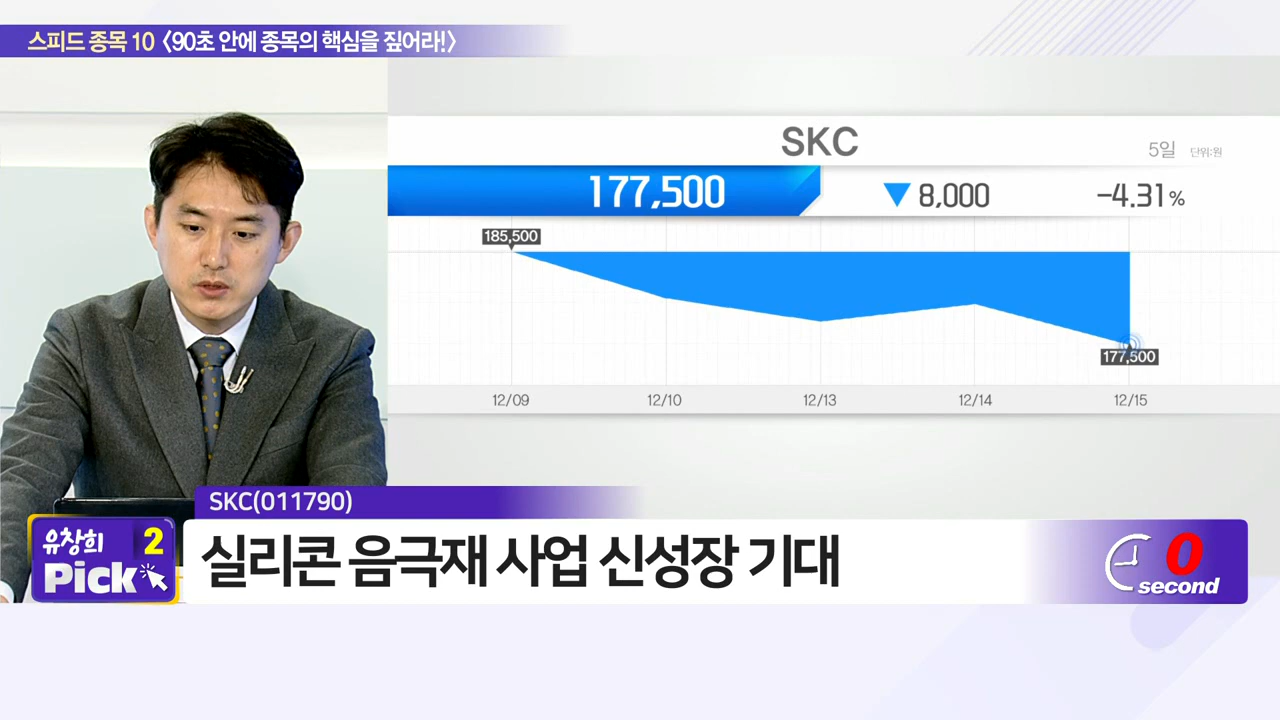 스피드 종목 10 〈90초 안에 종목의 핵심을 짚어라!〉
SKC
5일 단위:원
177,500 ▼ 8,000 -4.31%
185,500
177,500
12/09 12/10 12/13 12/14 12/15
SKC(011790)
유창희 2
Pick
실리콘 음극재 사업 신성장 기대
0
second